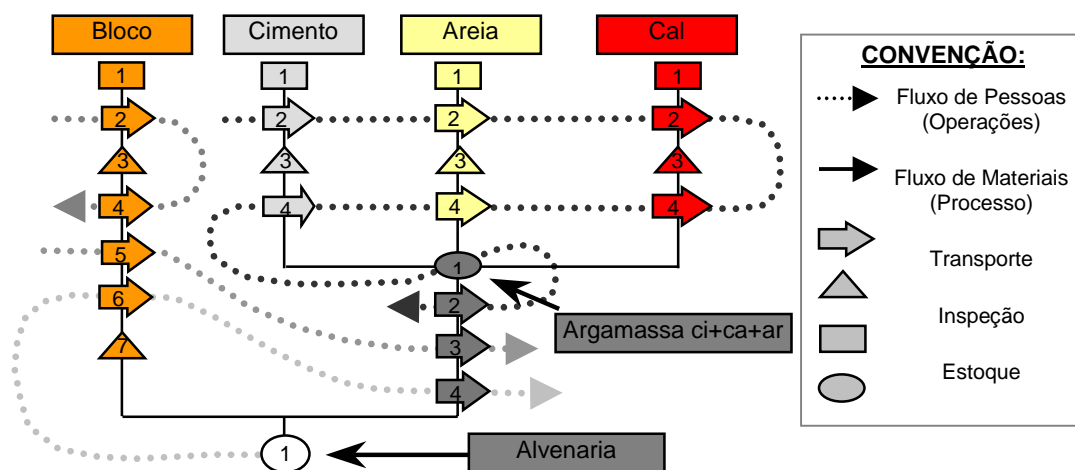 Bloco
Cimento
Areia
Cal
1
1
1
1
2
2
2
2
3
3
3
3
4
4
4
4
5
6
7
1
2
3
4
Argamassa ci+ca+ar
1
Alvenaria
CONVENÇÃO:
Fluxo de Pessoas
(Operações)
Fluxo de Materiais
(Processo)
Transporte
Inspeção
Estoque